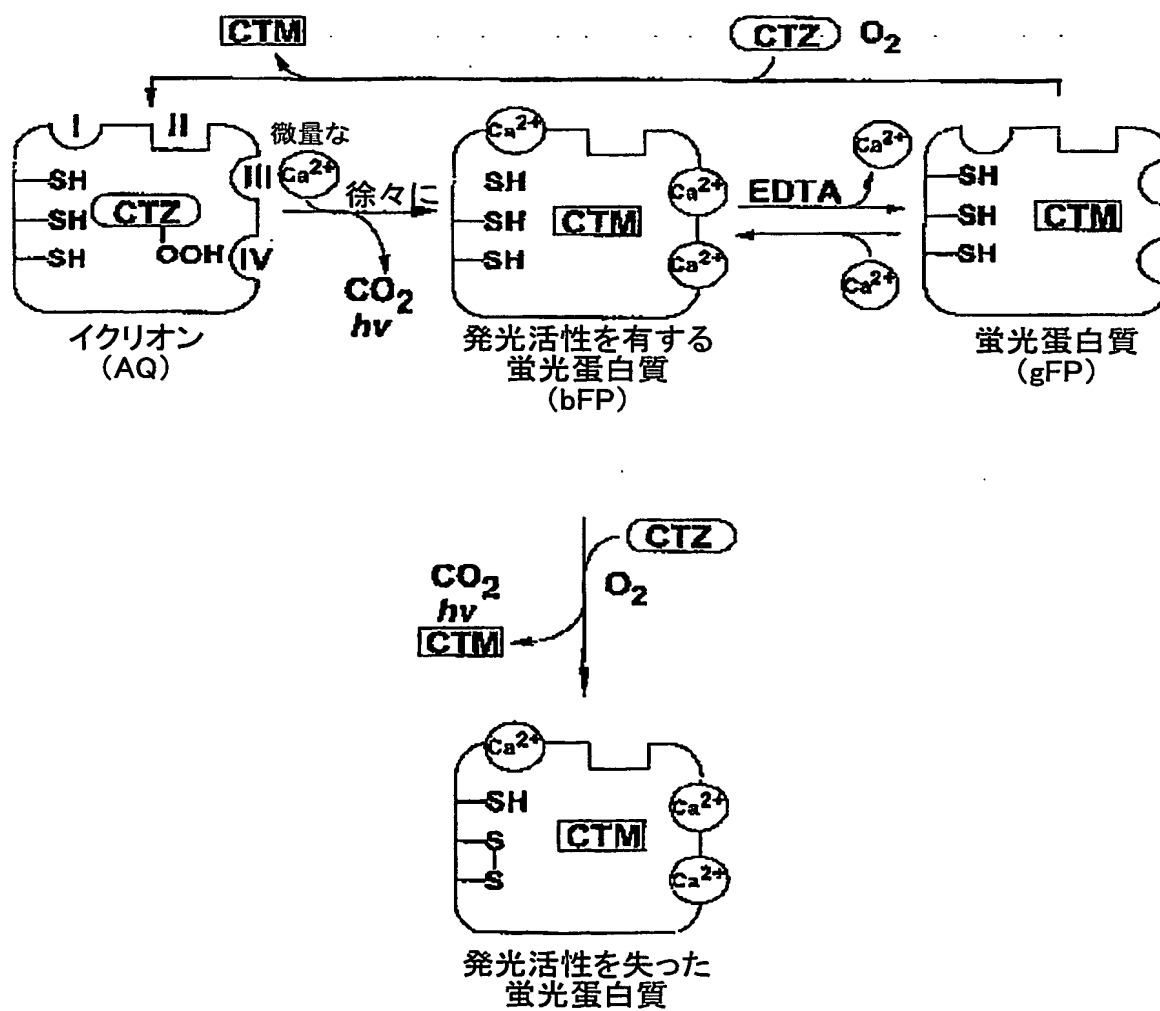 CTM
CTZ O₂
I II
III
IV
SH
SH
SH
CTZ
OOH
イクリオン
(AQ)
微量な
Ca²⁺
徐々に
CO₂
hv
Ca²⁺
SH
SH
SH
CTM
Ca²⁺
Ca²⁺
発光活性を有する
蛍光蛋白質
(bFP)
Ca²⁺
EDTA
Ca²⁺
SH
SH
SH
CTM
蛍光蛋白質
(gFP)
CTZ
O₂
CO₂
hv
CTM
Ca²⁺
SH
S
S
CTM
Ca²⁺
Ca²⁺
発光活性を失った
蛍光蛋白質